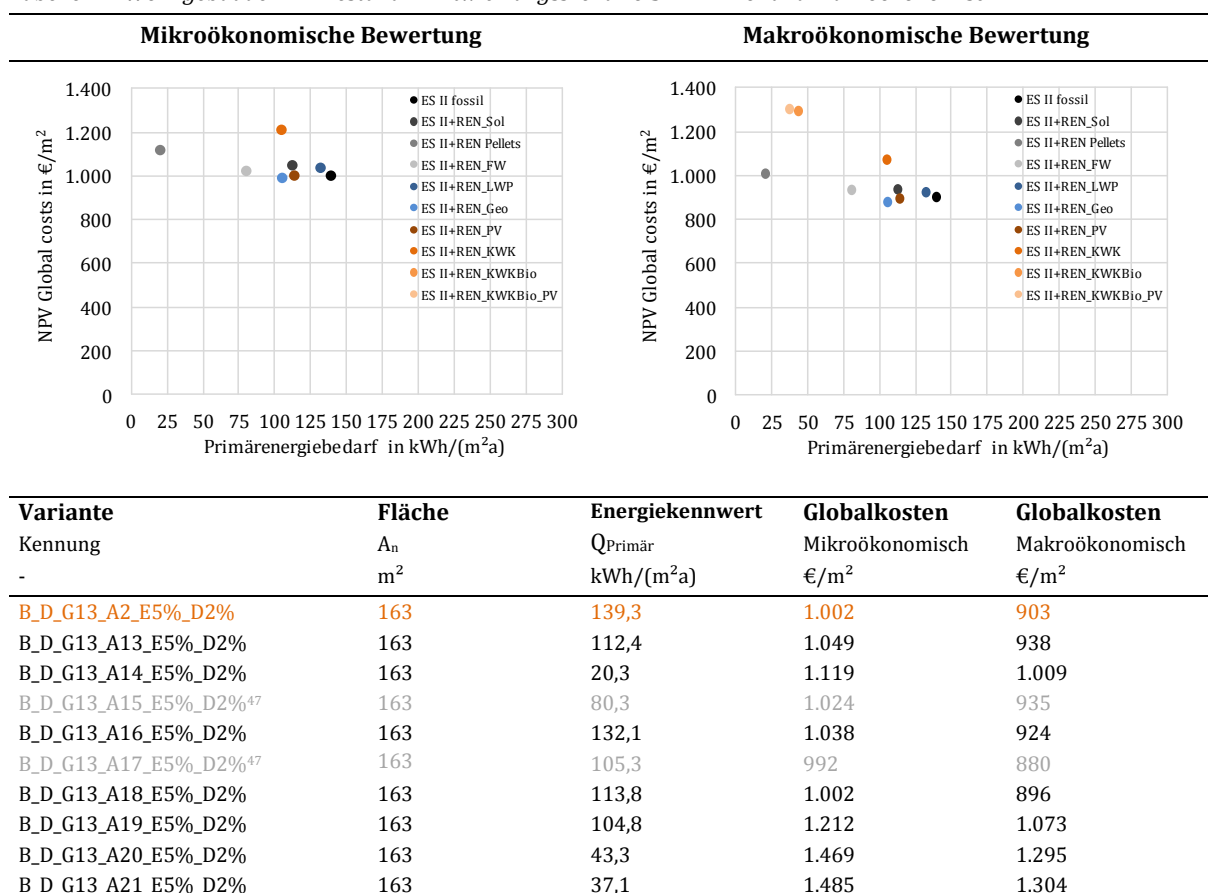 Mikroökonomische Bewertung
Makroökonomische Bewertung
NPV Global costs in €/m²
1.400
1.200
1.000
800
600
400
200
0
0 25 50 75 100 125 150 175 200 225 250 275 300
Primärenergiebedarf in kWh/(m²a)
ES II fossil
ES II+REN_Sol
ES II+REN Pellets
ES II+REN_FW
ES II+REN_LWP
ES II+REN_Geo
ES II+REN_PV
ES II+REN_KWK
ES II+REN_KWKBio
ES II+REN_KWKBio_PV
NPV Global costs in €/m²
1.400
1.200
1.000
800
600
400
200
0
0 25 50 75 100 125 150 175 200 225 250 275 300
Primärenergiebedarf in kWh/(m²a)
ES II fossil
ES II+REN_Sol
ES II+REN Pellets
ES II+REN_FW
ES II+REN_LWP
ES II+REN_Geo
ES II+REN_PV
ES II+REN_KWK
ES II+REN_KWKBio
ES II+REN_KWKBio_PV
Variante Fläche Energiekennwert Globalkosten Globalkosten
Kennung An QPrimär Mikroökonomisch Makroökonomisch
- m² kWh/(m²a) €/m² €/m²
B_D_G13_A2_E5%_D2% 163 139,3 1.002 903
B_D_G13_A13_E5%_D2% 163 112,4 1.049 938
B_D_G13_A14_E5%_D2% 163 20,3 1.119 1.009
B_D_G13_A15_E5%_D2%47 163 80,3 1.024 935
B_D_G13_A16_E5%_D2% 163 132,1 1.038 924
B_D_G13_A17_E5%_D2%47 163 105,3 992 880
B_D_G13_A18_E5%_D2% 163 113,8 1.002 896
B_D_G13_A19_E5%_D2% 163 104,8 1.212 1.073
B_D_G13_A20_E5%_D2% 163 43,3 1.469 1.295
B_D_G13_A21_E5%_D2% 163 37,1 1.485 1.304